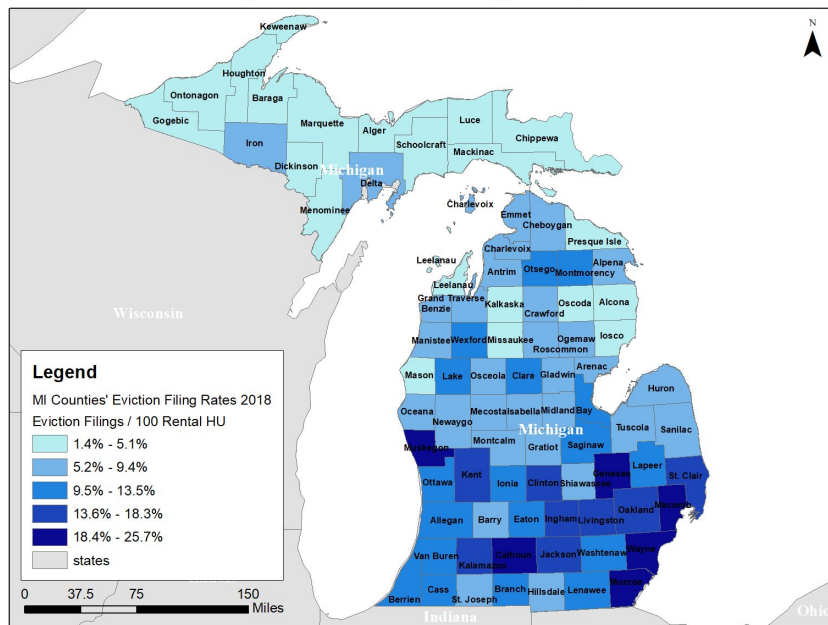 Keweenaw
N
Houghton
Ontonagon
Baraga
Gogebic
Marquette
Alger
Luce
Chippewa
Schoolcraft
Mackinac
Iron
Dickinson
Michigan
Delta
Menominee
Charlevoix
Emmet
Cheboygan
Presque Isle
Charlevoix
Leelanau
Antrim
Otsego
Montmorency
Alpena
Leelanau
Grand Traverse
Benzie
Kalkaska
Crawford
Oscoda
Alcona
Wisconsin
Manistee
Wexford
Missaukee
Roscommon
Ogemaw
Iosco
Arenac
Mason
Lake
Osceola
Clare
Gladwin
Huron
Oceana
Newaygo
Mecosta
Isabella
Midland
Bay
Michigan
Tuscola
Sanilac
Muskegon
Montcalm
Gratiot
Saginaw
Genesee
Lapeer
St. Clair
Ottawa
Kent
Ionia
Clinton
Shiawassee
Oakland
Macomb
Allegan
Barry
Eaton
Ingham
Livingston
Van Buren
Kalamazoo
Calhoun
Jackson
Washtenaw
Wayne
Monroe
Berrien
Cass
St. Joseph
Branch
Hillsdale
Lenawee
Indiana
Ohio
Legend
MI Counties' Eviction Filing Rates 2018
Eviction Filings / 100 Rental HU
1.4% - 5.1%
5.2% - 9.4%
9.5% - 13.5%
13.6% - 18.3%
18.4% - 25.7%
states
0 37.5 75 150
Miles